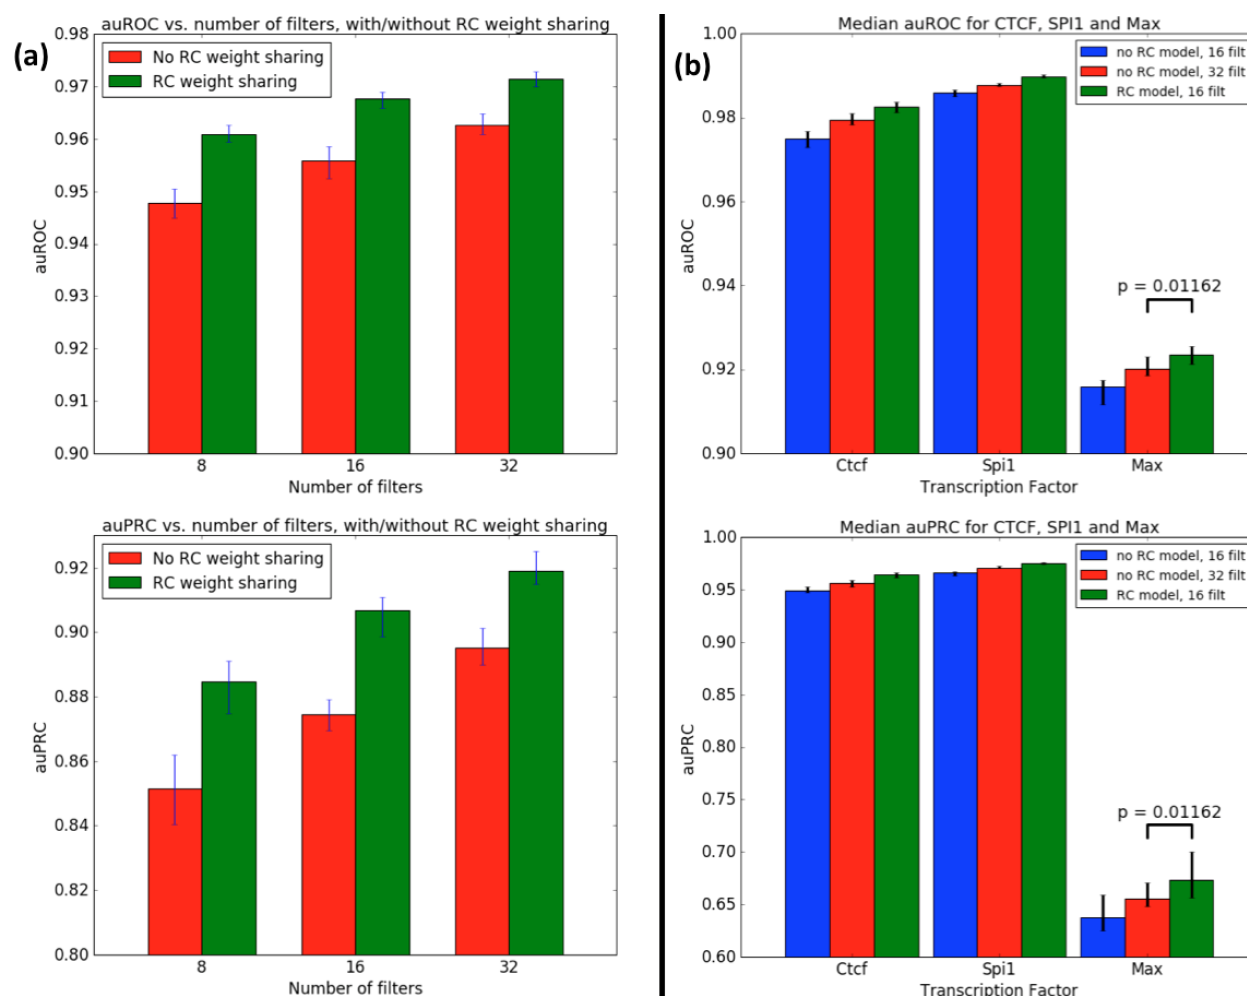 (a)
auROC vs. number of filters, with/without RC weight sharing
No RC weight sharing
RC weight sharing
0.98
0.97
0.96
0.95
0.94
0.93
0.92
0.91
0.90
auROC
8 16 32
Number of filters
auPRC vs. number of filters, with/without RC weight sharing
No RC weight sharing
RC weight sharing
0.92
0.90
0.88
0.86
0.84
0.82
0.80
auPRC
8 16 32
Number of filters
(b)
Median auROC for CTCF, SPI1 and Max
no RC model, 16 filt
no RC model, 32 filt
RC model, 16 filt
1.00
0.98
0.96
0.94
0.92
0.90
auROC
p = 0.01162
Ctcf Spi1 Max
Transcription Factor
Median auPRC for CTCF, SPI1 and Max
no RC model, 16 filt
no RC model, 32 filt
RC model, 16 filt
1.00
0.95
0.90
0.85
0.80
0.75
0.70
0.65
0.60
auPRC
p = 0.01162
Ctcf Spi1 Max
Transcription Factor